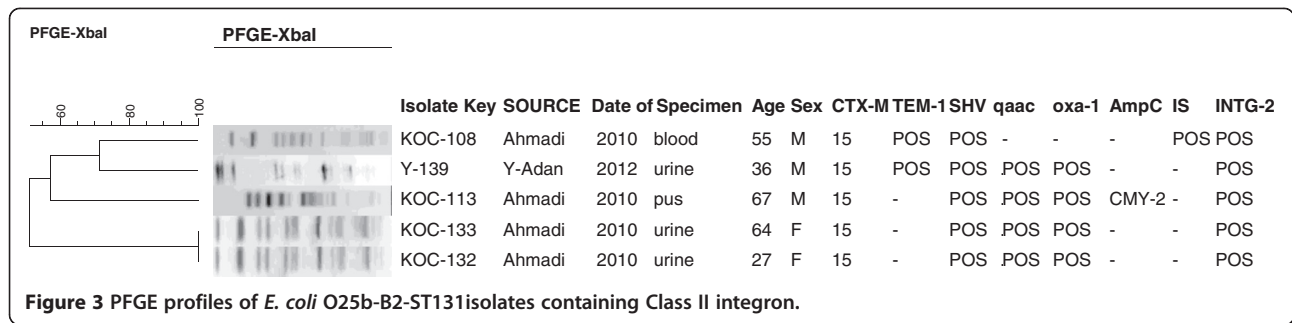 PFGE-XbaI PFGE-XbaI
60 80 100
Isolate Key SOURCE Date of Specimen Age Sex CTX-M TEM-1 SHV qaac oxa-1 AmpC IS INTG-2
KOC-108 Ahmadi 2010 blood 55 M 15 POS POS - - - POS POS
Y-139 Y-Adan 2012 urine 36 M 15 POS POS .POS POS - - POS
KOC-113 Ahmadi 2010 pus 67 M 15 - POS .POS POS CMY-2 - POS
KOC-133 Ahmadi 2010 urine 64 F 15 - POS .POS POS - - POS
KOC-132 Ahmadi 2010 urine 27 F 15 - POS .POS POS - - POS
Figure 3 PFGE profiles of E. coli O25b-B2-ST131isolates containing Class II integron.